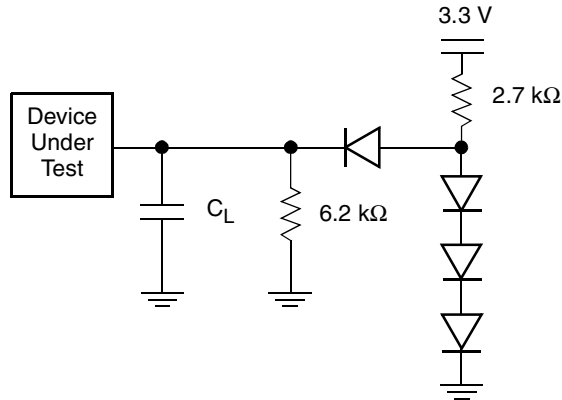 3.3 V
2.7 kΩ
Device
Under
Test
C_L
6.2 kΩ